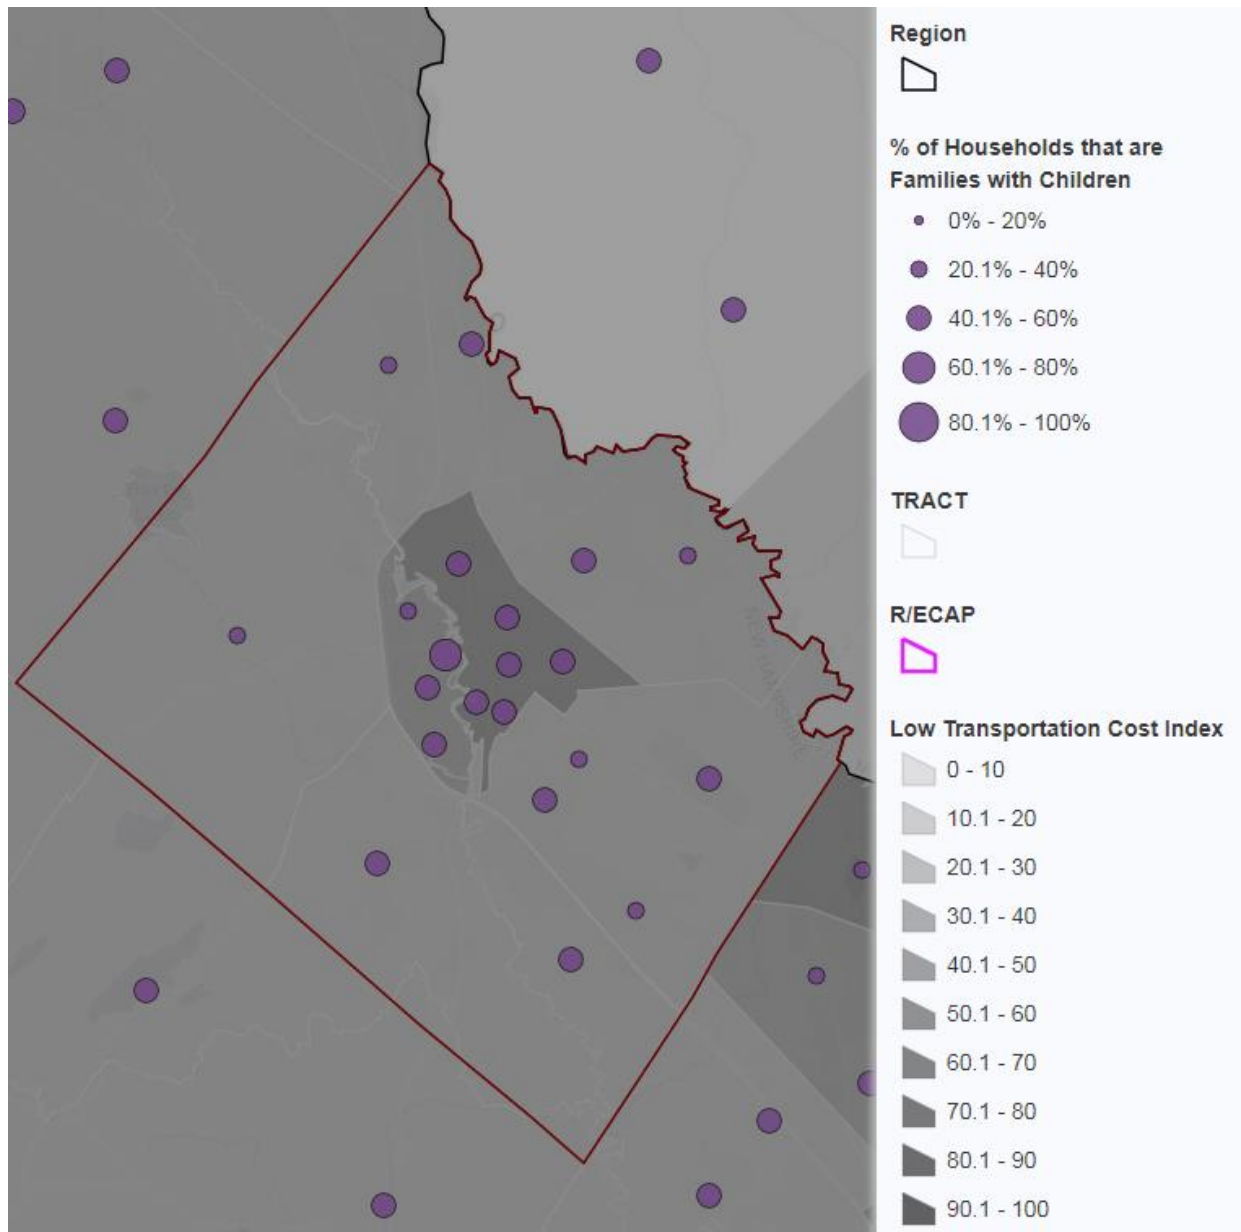 Region
% of Households that are
Families with Children
0% - 20%
20.1% - 40%
40.1% - 60%
60.1% - 80%
80.1% - 100%
TRACT
R/ECAP
Low Transportation Cost Index
0 - 10
10.1 - 20
20.1 - 30
30.1 - 40
40.1 - 50
50.1 - 60
60.1 - 70
70.1 - 80
80.1 - 90
90.1 - 100